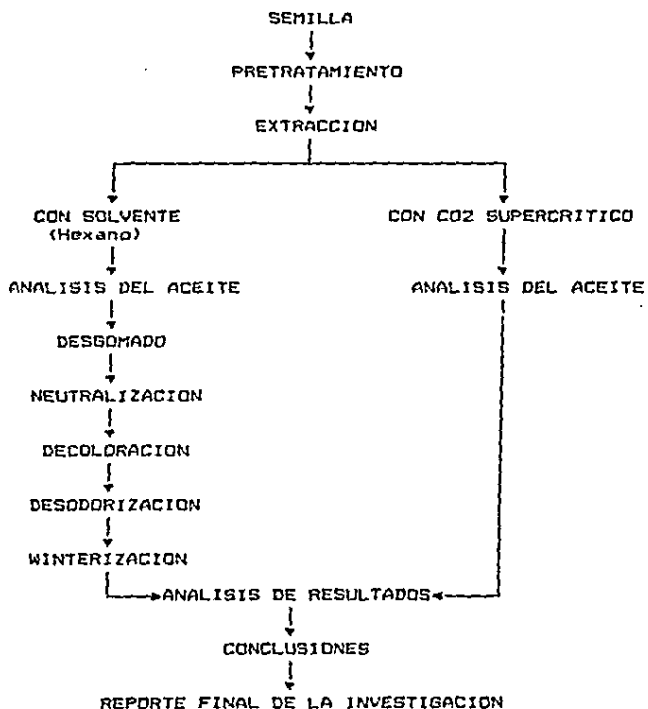 SEMILLA
PRETRATAMIENTO
EXTRACCION
CON SOLVENTE
(Hexano)
CON CO2 SUPERCRITICO
ANALISIS DEL ACEITE
ANALISIS DEL ACEITE
DESGOMADO
NEUTRALIZACION
DECOLORACION
DESODORIZACION
WINTERIZACION
ANALISIS DE RESULTADOS
CONCLUSIONES
REPORTE FINAL DE LA INVESTIGACION